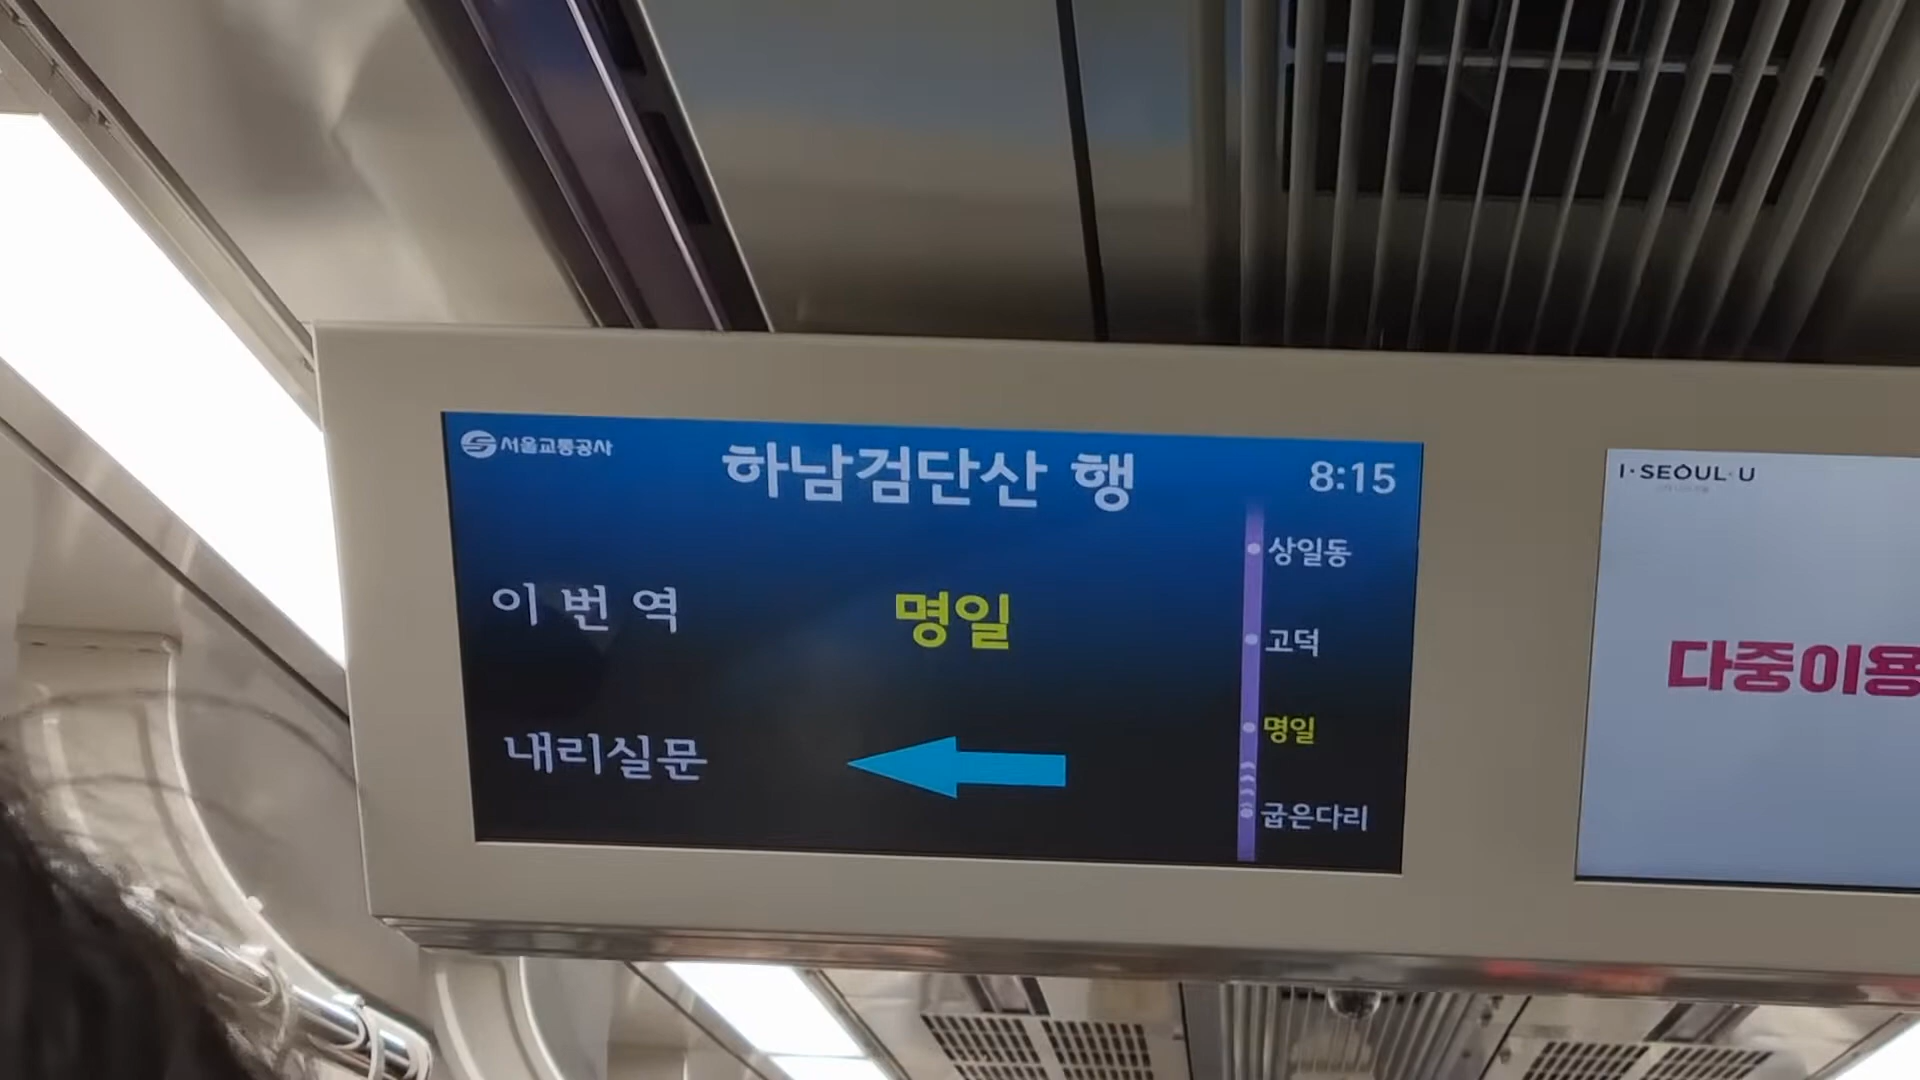 서울교통공사
하남검단산 행
8:15
이번역 명일
내리실문
상일동
고덕
명일
굽은다리
I·SEOUL·U
다중이용